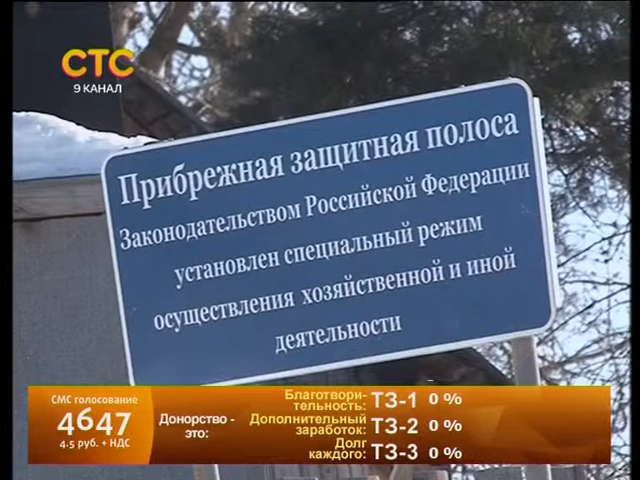 СТС
9 КАНАЛ
Прибрежная защитная полоса
Законодательством Российской Федерации
установлен специальный режим
осуществления хозяйственной и иной
деятельности
СМС голосование
4647
4.5 руб. + НДС
Донорство -
это:
Благотвори-
тельность: ТЗ-1 0 %
Дополнительный
заработок: ТЗ-2 0 %
Долг
каждого: ТЗ-3 0 %